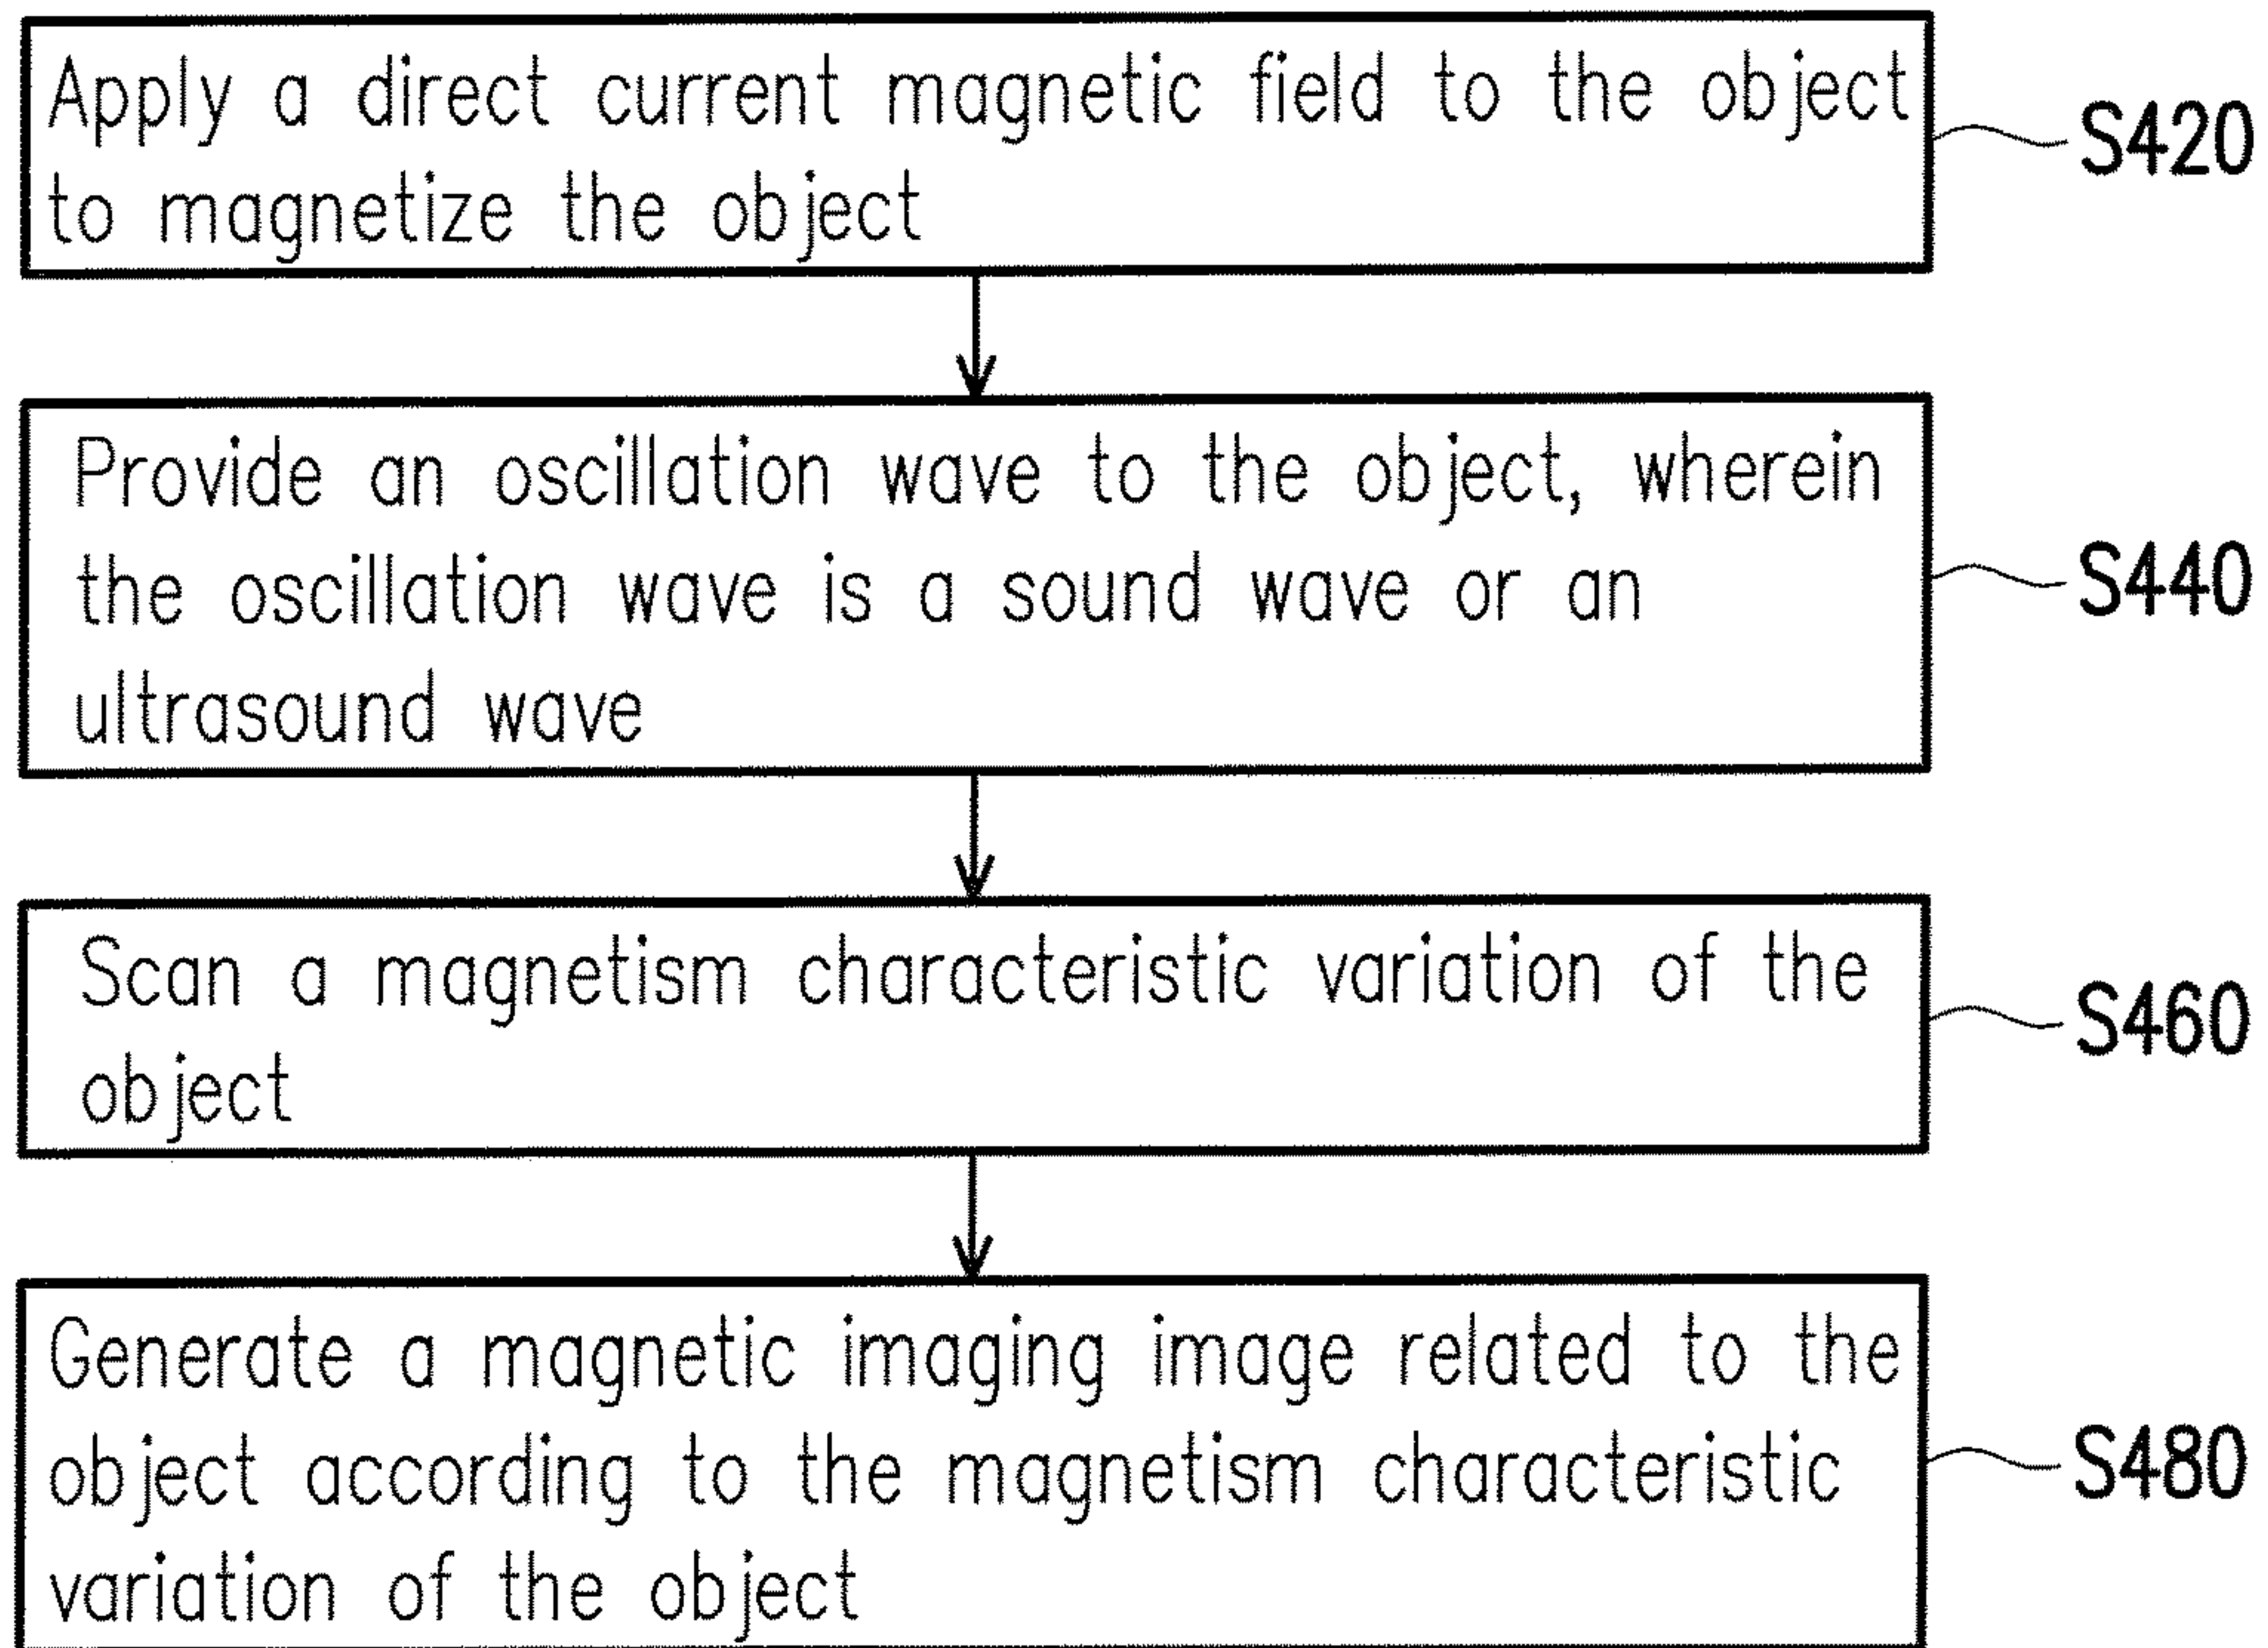 Apply a direct current magnetic field to the object
to magnetize the object
S420
Provide an oscillation wave to the object, wherein
the oscillation wave is a sound wave or an
ultrasound wave
S440
Scan a magnetism characteristic variation of the
object
S460
Generate a magnetic imaging image related to the
object according to the magnetism characteristic
variation of the object
S480